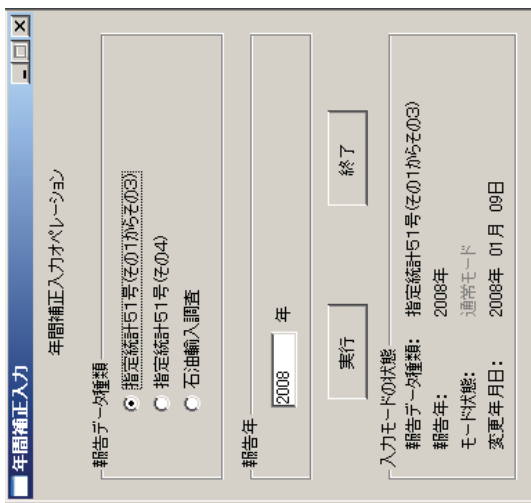 年間補正入力
年間補正入力オペレーション
報告データ種類
指定統計51号(その1からその3)
指定統計51号(その4)
石油輸入調査
報告年
2008 年
実行 終了
入力モードの状態
報告データ種類: 指定統計51号(その1からその3)
報告年: 2008年
モード状態: 通常モード
変更年月日: 2008年 01月 09日